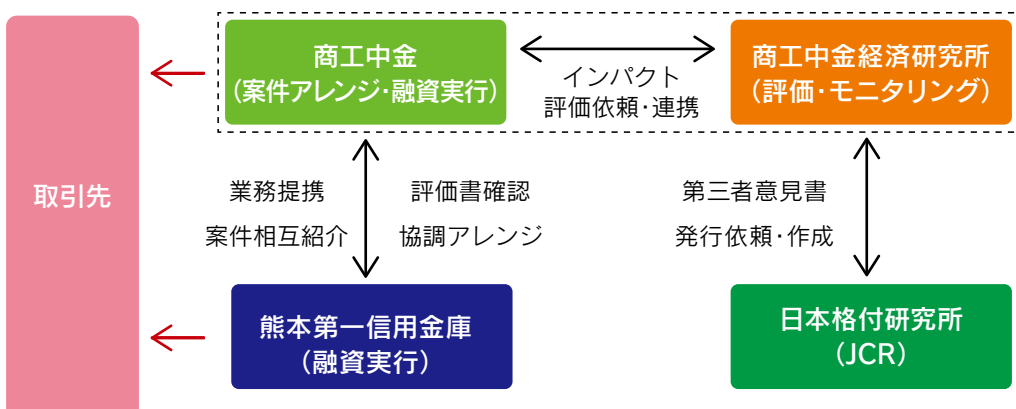 取引先
商工中金
(案件アレンジ・融資実行)
インパクト
評価依頼・連携
商工中金経済研究所
(評価・モニタリング)
業務提携
案件相互紹介
評価書確認
協調アレンジ
第三者意見書
発行依頼・作成
熊本第一信用金庫
(融資実行)
日本格付研究所
(JCR)